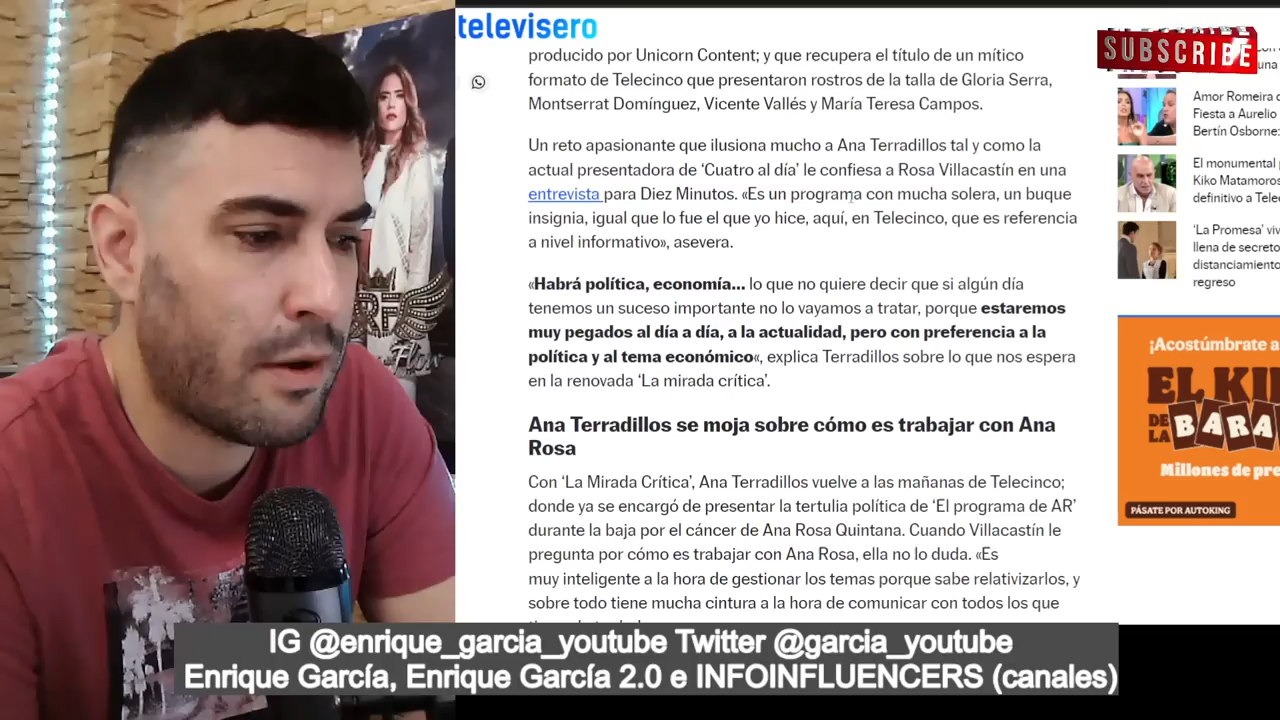 televisero
SUBSCRIBE
producido por Unicorn Content; y que recupera el título de un mítico
formato de Telecinco que presentaron rostros de la talla de Gloria Serra,
Montserrat Domínguez, Vicente Vallés y María Teresa Campos.
Un reto apasionante que ilusiona mucho a Ana Terradillos tal y como la
actual presentadora de ‘Cuatro al día’ le confiesa a Rosa Villacastín en una
entrevista para Diez Minutos. «Es un programa con mucha solera, un buque
insignia, igual que lo fue el que yo hice, aquí, en Telecinco, que es referencia
a nivel informativo», asevera.
«Habrá política, economía... lo que no quiere decir que si algún día
tenemos un suceso importante no lo vayamos a tratar, porque estaremos
muy pegados al día a día, a la actualidad, pero con preferencia a la
política y al tema económico«, explica Terradillos sobre lo que nos espera
en la renovada ‘La mirada crítica’.
Ana Terradillos se moja sobre cómo es trabajar con Ana
Rosa
Con ‘La Mirada Crítica’, Ana Terradillos vuelve a las mañanas de Telecinco;
donde ya se encargó de presentar la tertulia política de ‘El programa de AR’
durante la baja por el cáncer de Ana Rosa Quintana. Cuando Villacastín le
pregunta por cómo es trabajar con Ana Rosa, ella no lo duda. «Es
muy inteligente a la hora de gestionar los temas porque sabe relativizarlos, y
sobre todo tiene mucha cintura a la hora de comunicar con todos los que
una
Amor Romeira
Fiesta a Aurelio
Bertín Osborne:
El monumental
Kiko Matamoros
definitivo a Tele
‘La Promesa’ viv
llena de secreto
distanciamiento
regreso
¡Acostúmbrate a
EL KI
DE LA BARA
Millones de pre
PÁSATE POR AUTOKING
IG @enrique_garcia_youtube Twitter @garcia_youtube
Enrique García, Enrique García 2.0 e INFOINFLUENCERS (canales)